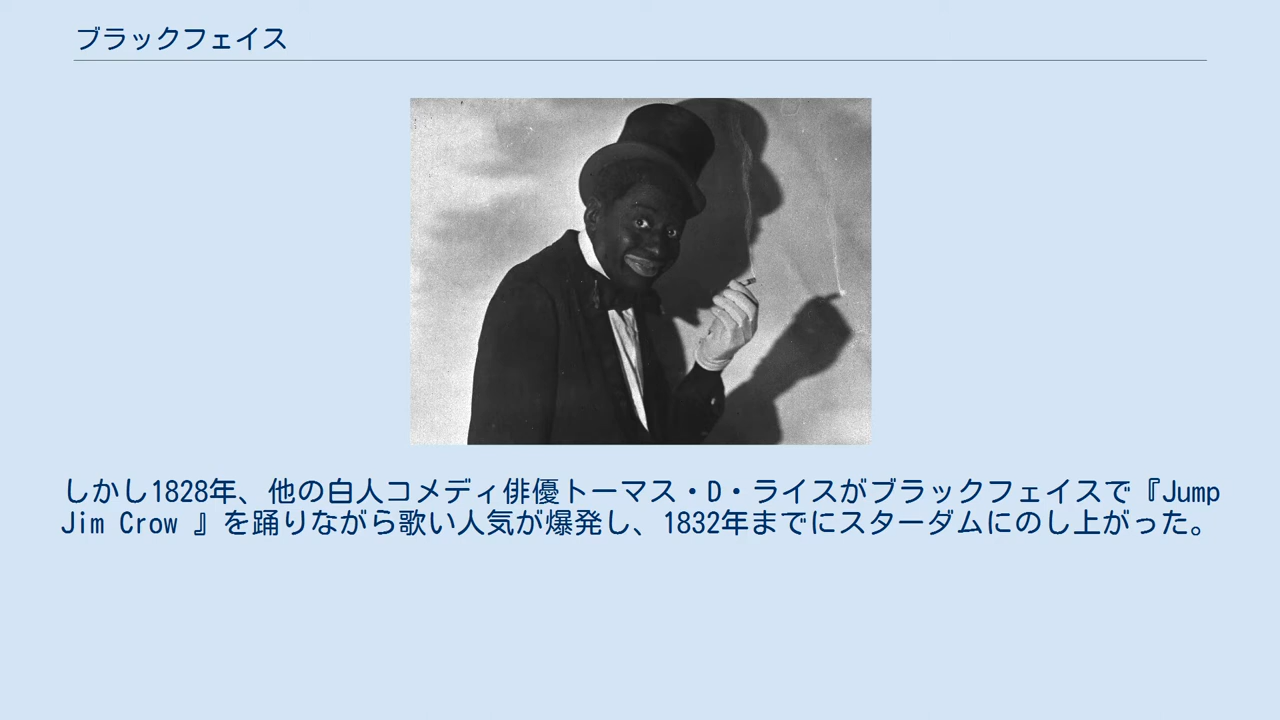 ブラックフェイス
しかし1828年、他の白人コメディ俳優トーマス・D・ライスがブラックフェイスで『Jump
Jim Crow 』を踊りながら歌い人気が爆発し、1832年までにスターダムにのし上がった。